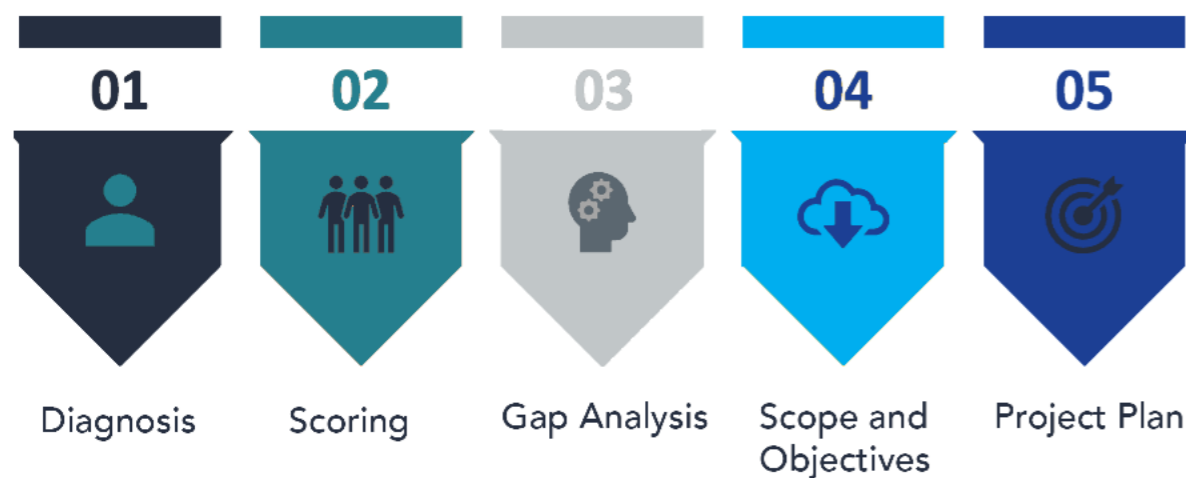 01
02
03
04
05
Diagnosis
Scoring
Gap Analysis
Scope and
Objectives
Project Plan